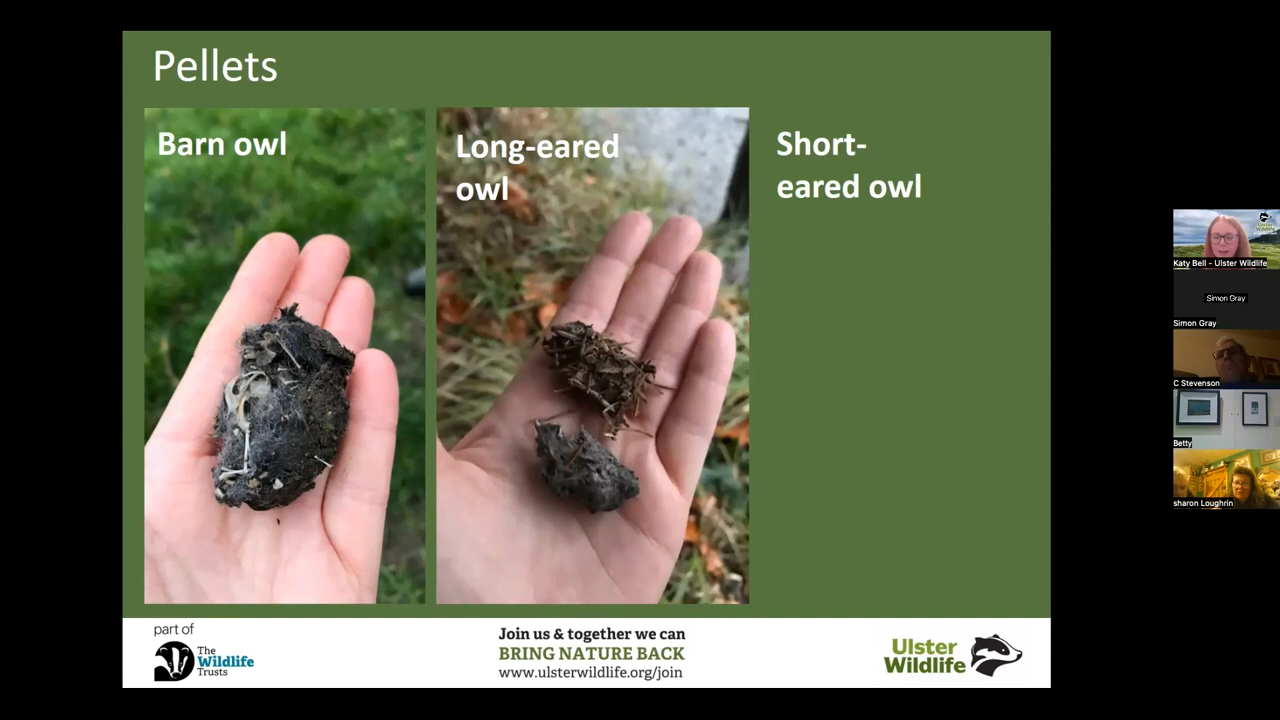 Pellets
Barn owl
Long-eared
owl
Short-
eared owl
part of
The
Wildlife
Trusts
Join us & together we can
BRING NATURE BACK
www.ulsterwildlife.org/join
Ulster
Wildlife
Ulster
Wildlife
Katy Bell - Ulster Wildlife
Simon Gray
Simon Gray
C Stevenson
Betty
sharon Loughrin